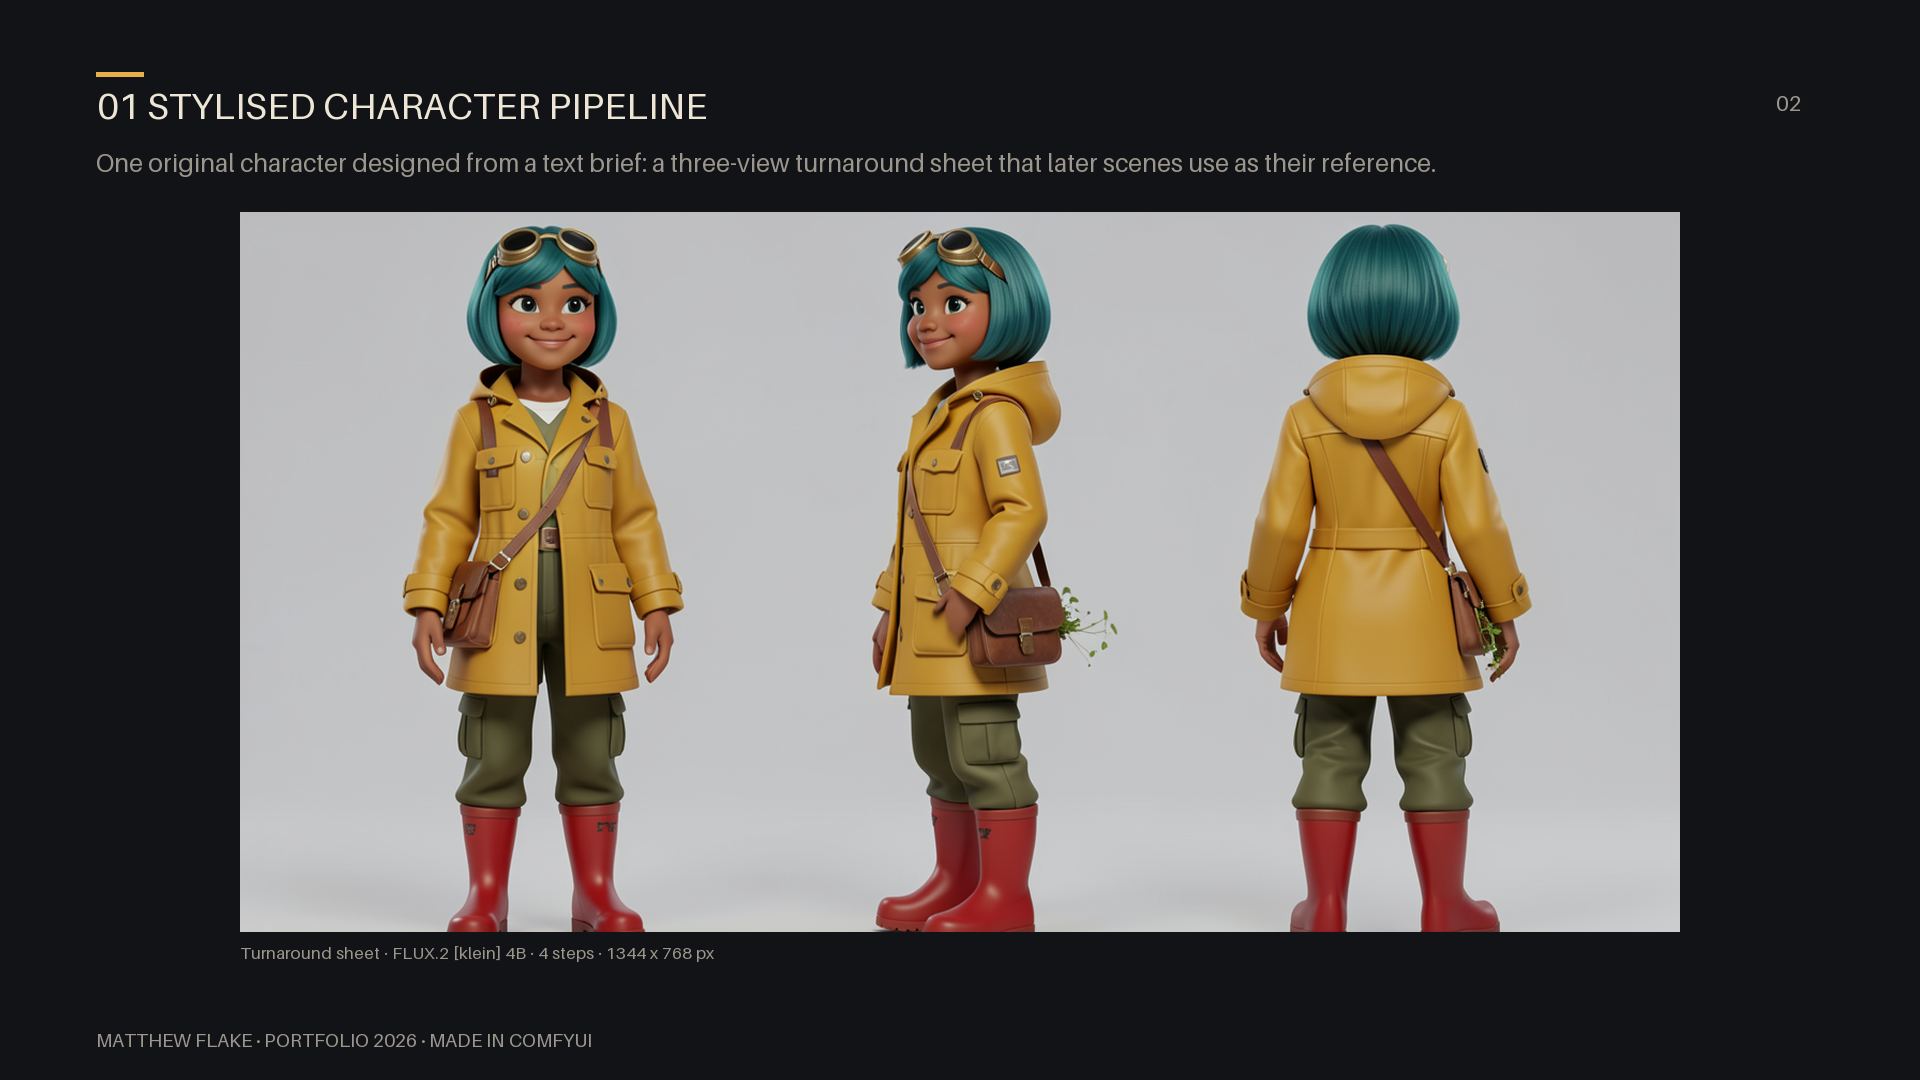 01 STYLISED CHARACTER PIPELINE
02
One original character designed from a text brief: a three-view turnaround sheet that later scenes use as their reference.
Turnaround sheet · FLUX.2 [klein] 4B · 4 steps · 1344 x 768 px
MATTHEW FLAKE · PORTFOLIO 2026 · MADE IN COMFYUI